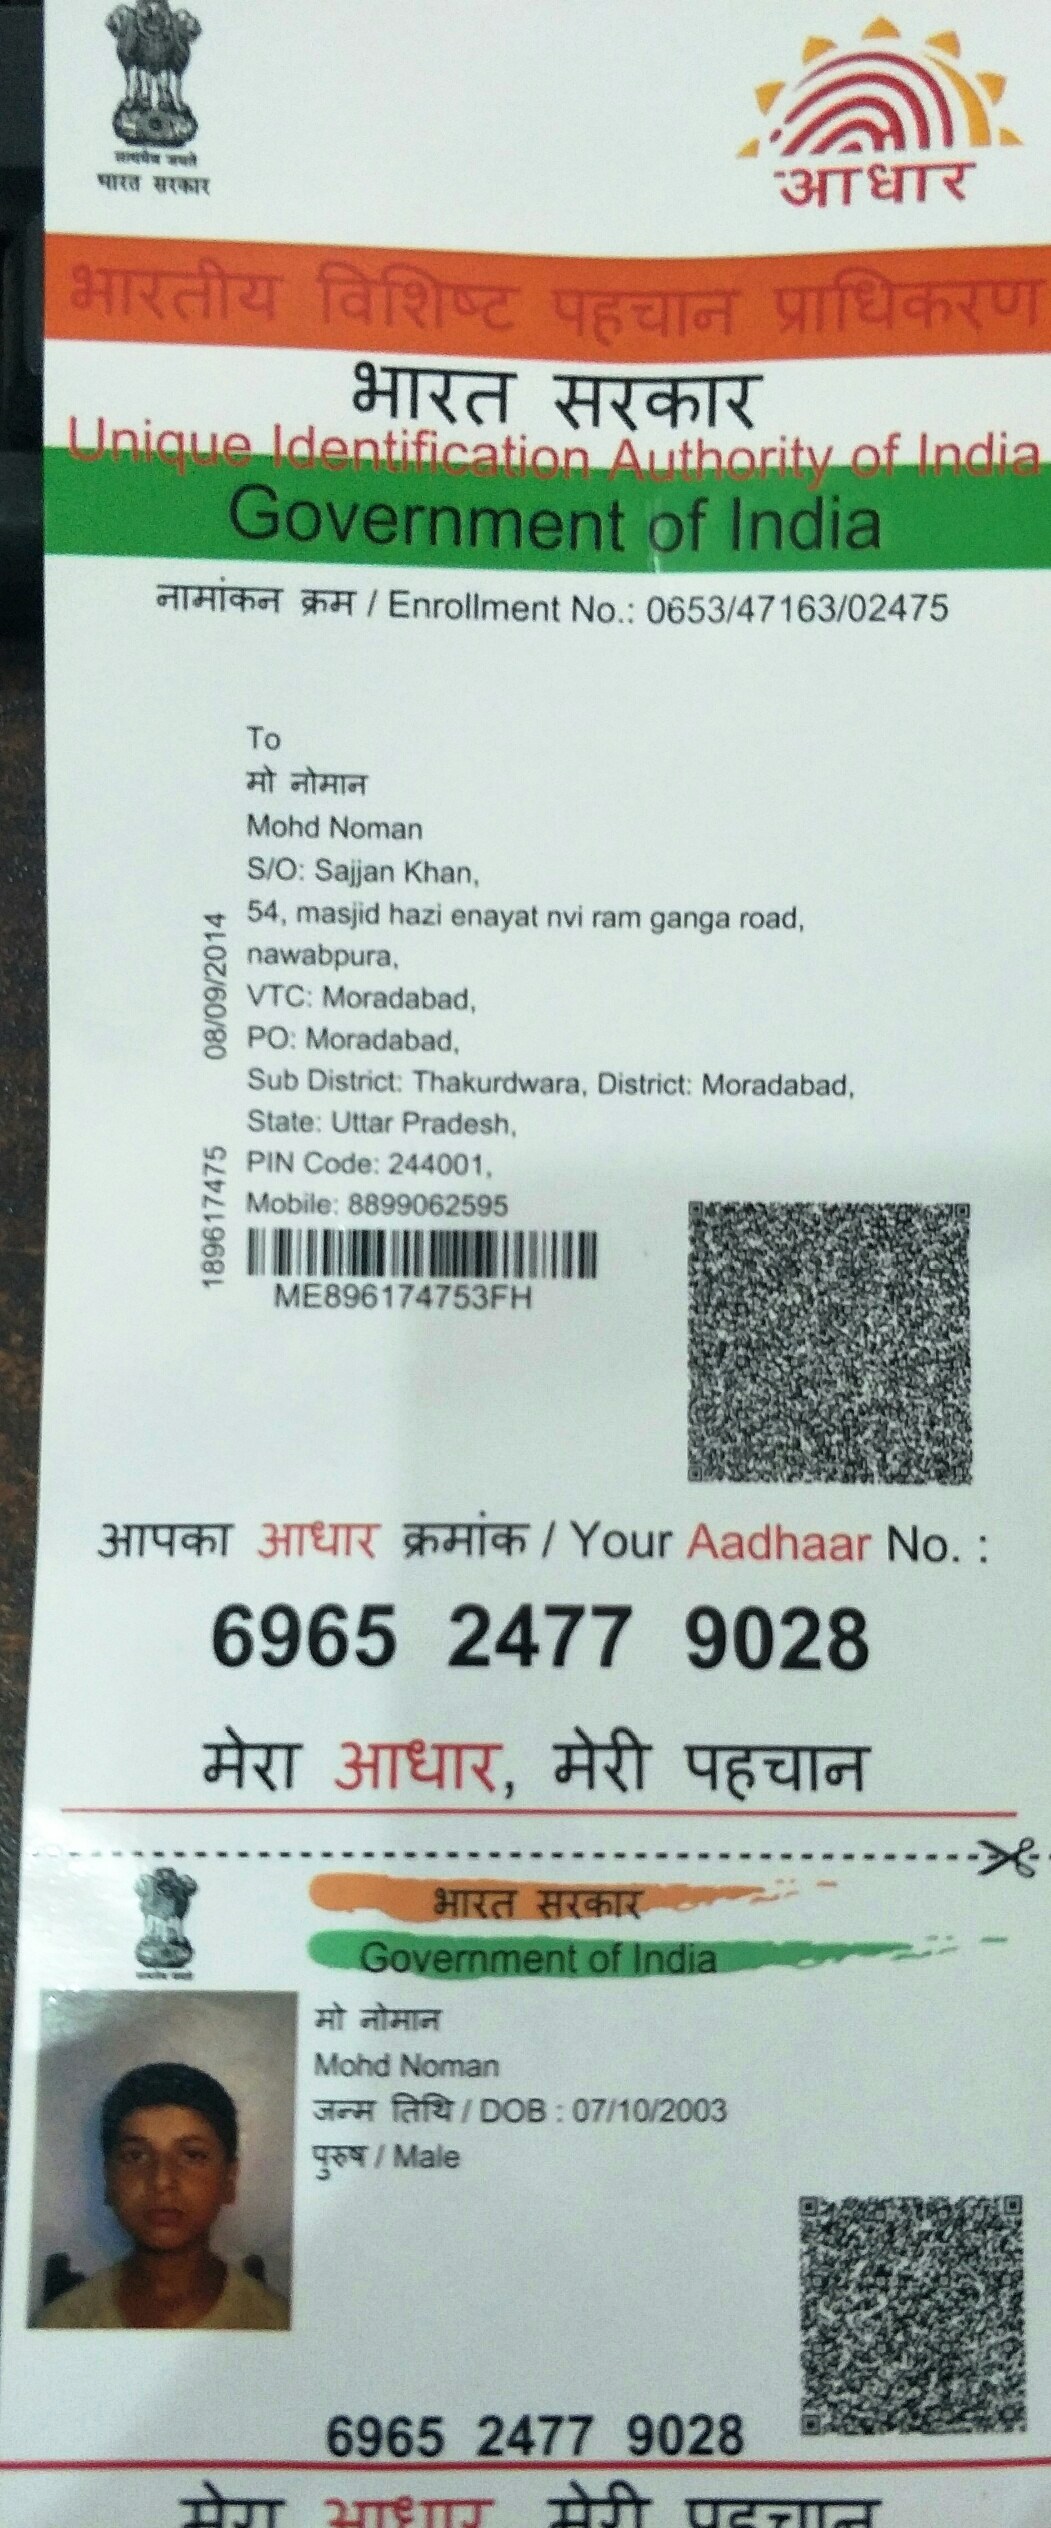 सत्यमेव जयते
भारत सरकार
आधार
भारतीय विशिष्ट पहचान प्राधिकरण
भारत सरकार
Unique Identification Authority of India
Government of India
नामांकन क्रम / Enrollment No.: 0653/47163/02475
To
मो नोमान
Mohd Noman
S/O: Sajjan Khan,
54, masjid hazi enayat nvi ram ganga road,
nawabpura,
VTC: Moradabad,
PO: Moradabad,
Sub District: Thakurdwara, District: Moradabad,
State: Uttar Pradesh,
PIN Code: 244001,
Mobile: 8899062595
08/09/2014
189617475
ME896174753FH
आपका आधार क्रमांक / Your Aadhaar No. :
6965 2477 9028
मेरा आधार, मेरी पहचान
भारत सरकार
Government of India
मो नोमान
Mohd Noman
जन्म तिथि / DOB : 07/10/2003
पुरुष / Male
6965 2477 9028
मेरा आधार, मेरी पहचान